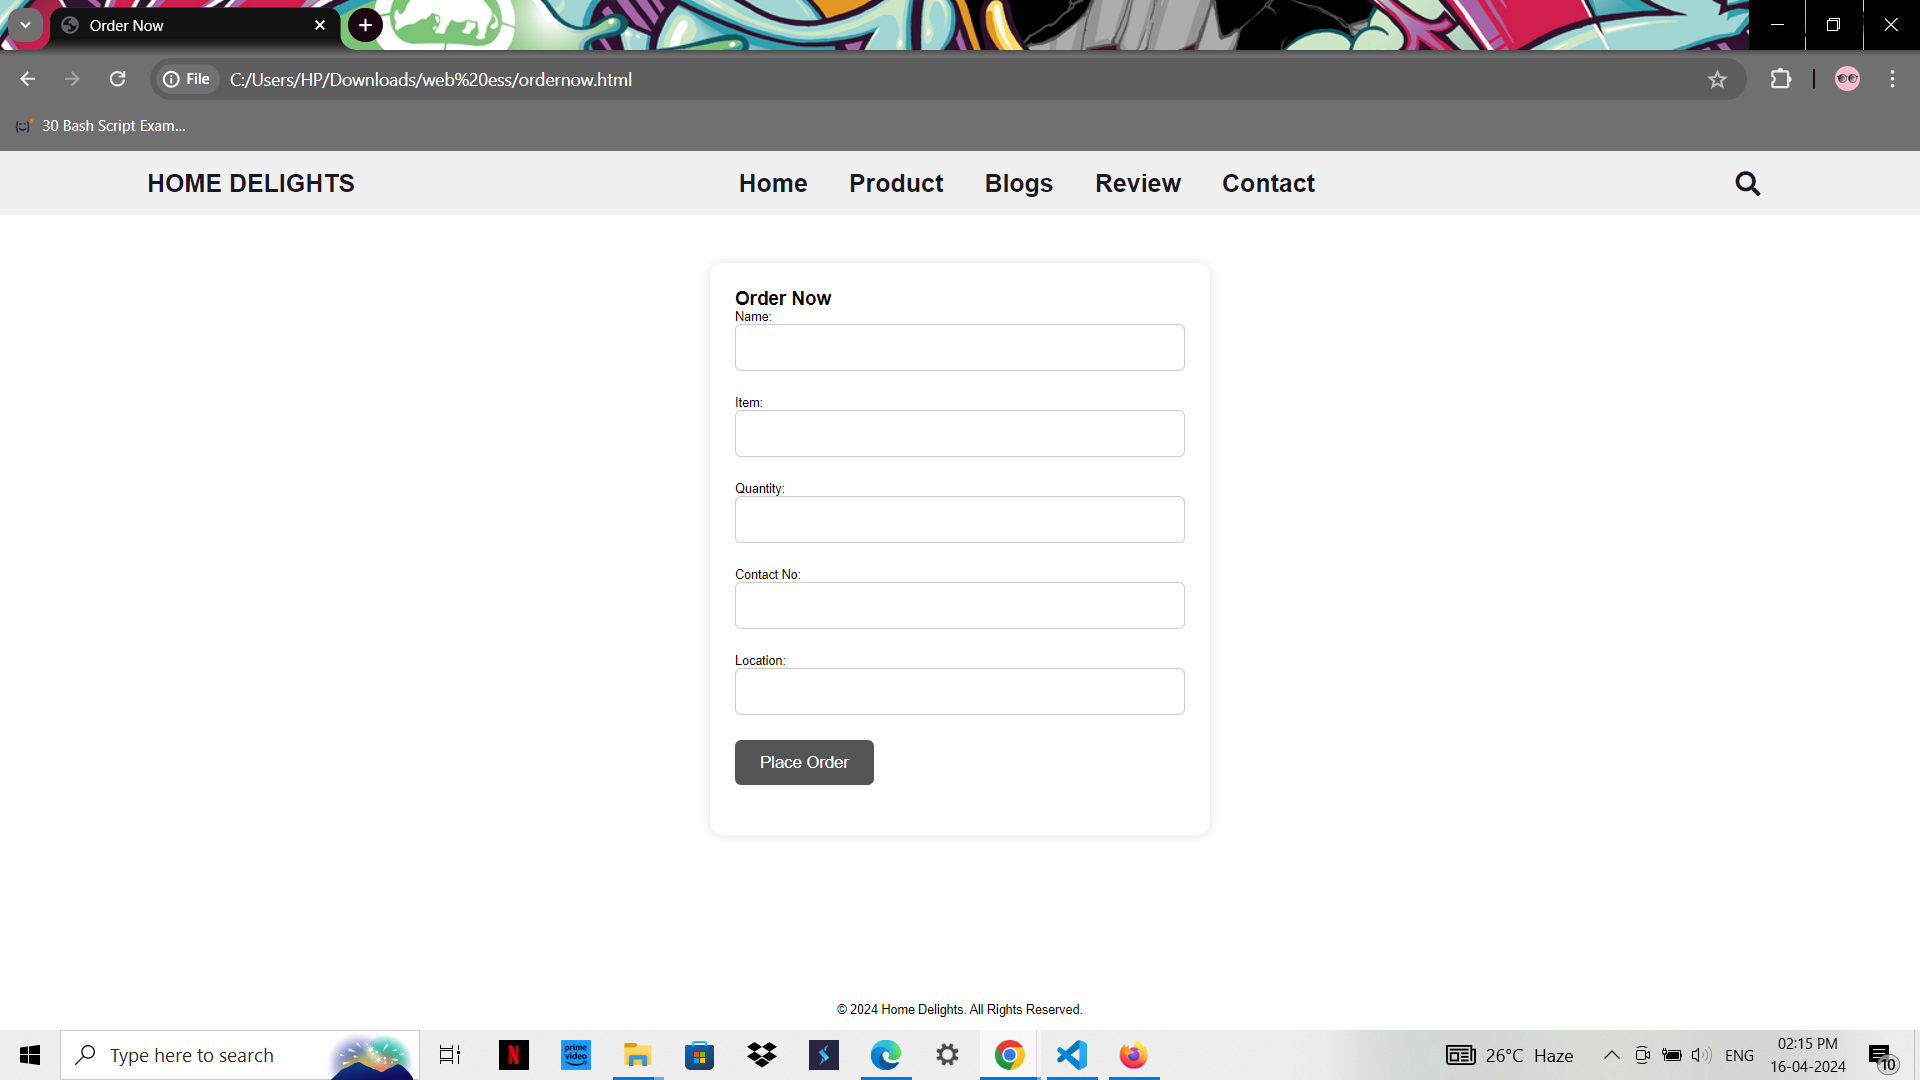 Order Now
File
C:/Users/HP/Downloads/web%20ess/ordernow.html
30 Bash Script Exam...
HOME DELIGHTS
Home
Product
Blogs
Review
Contact
Order Now
Name:
Item:
Quantity:
Contact No:
Location:
Place Order
© 2024 Home Delights. All Rights Reserved.
Type here to search
N
prime
video
26°C Haze
ENG
02:15 PM
16-04-2024
10